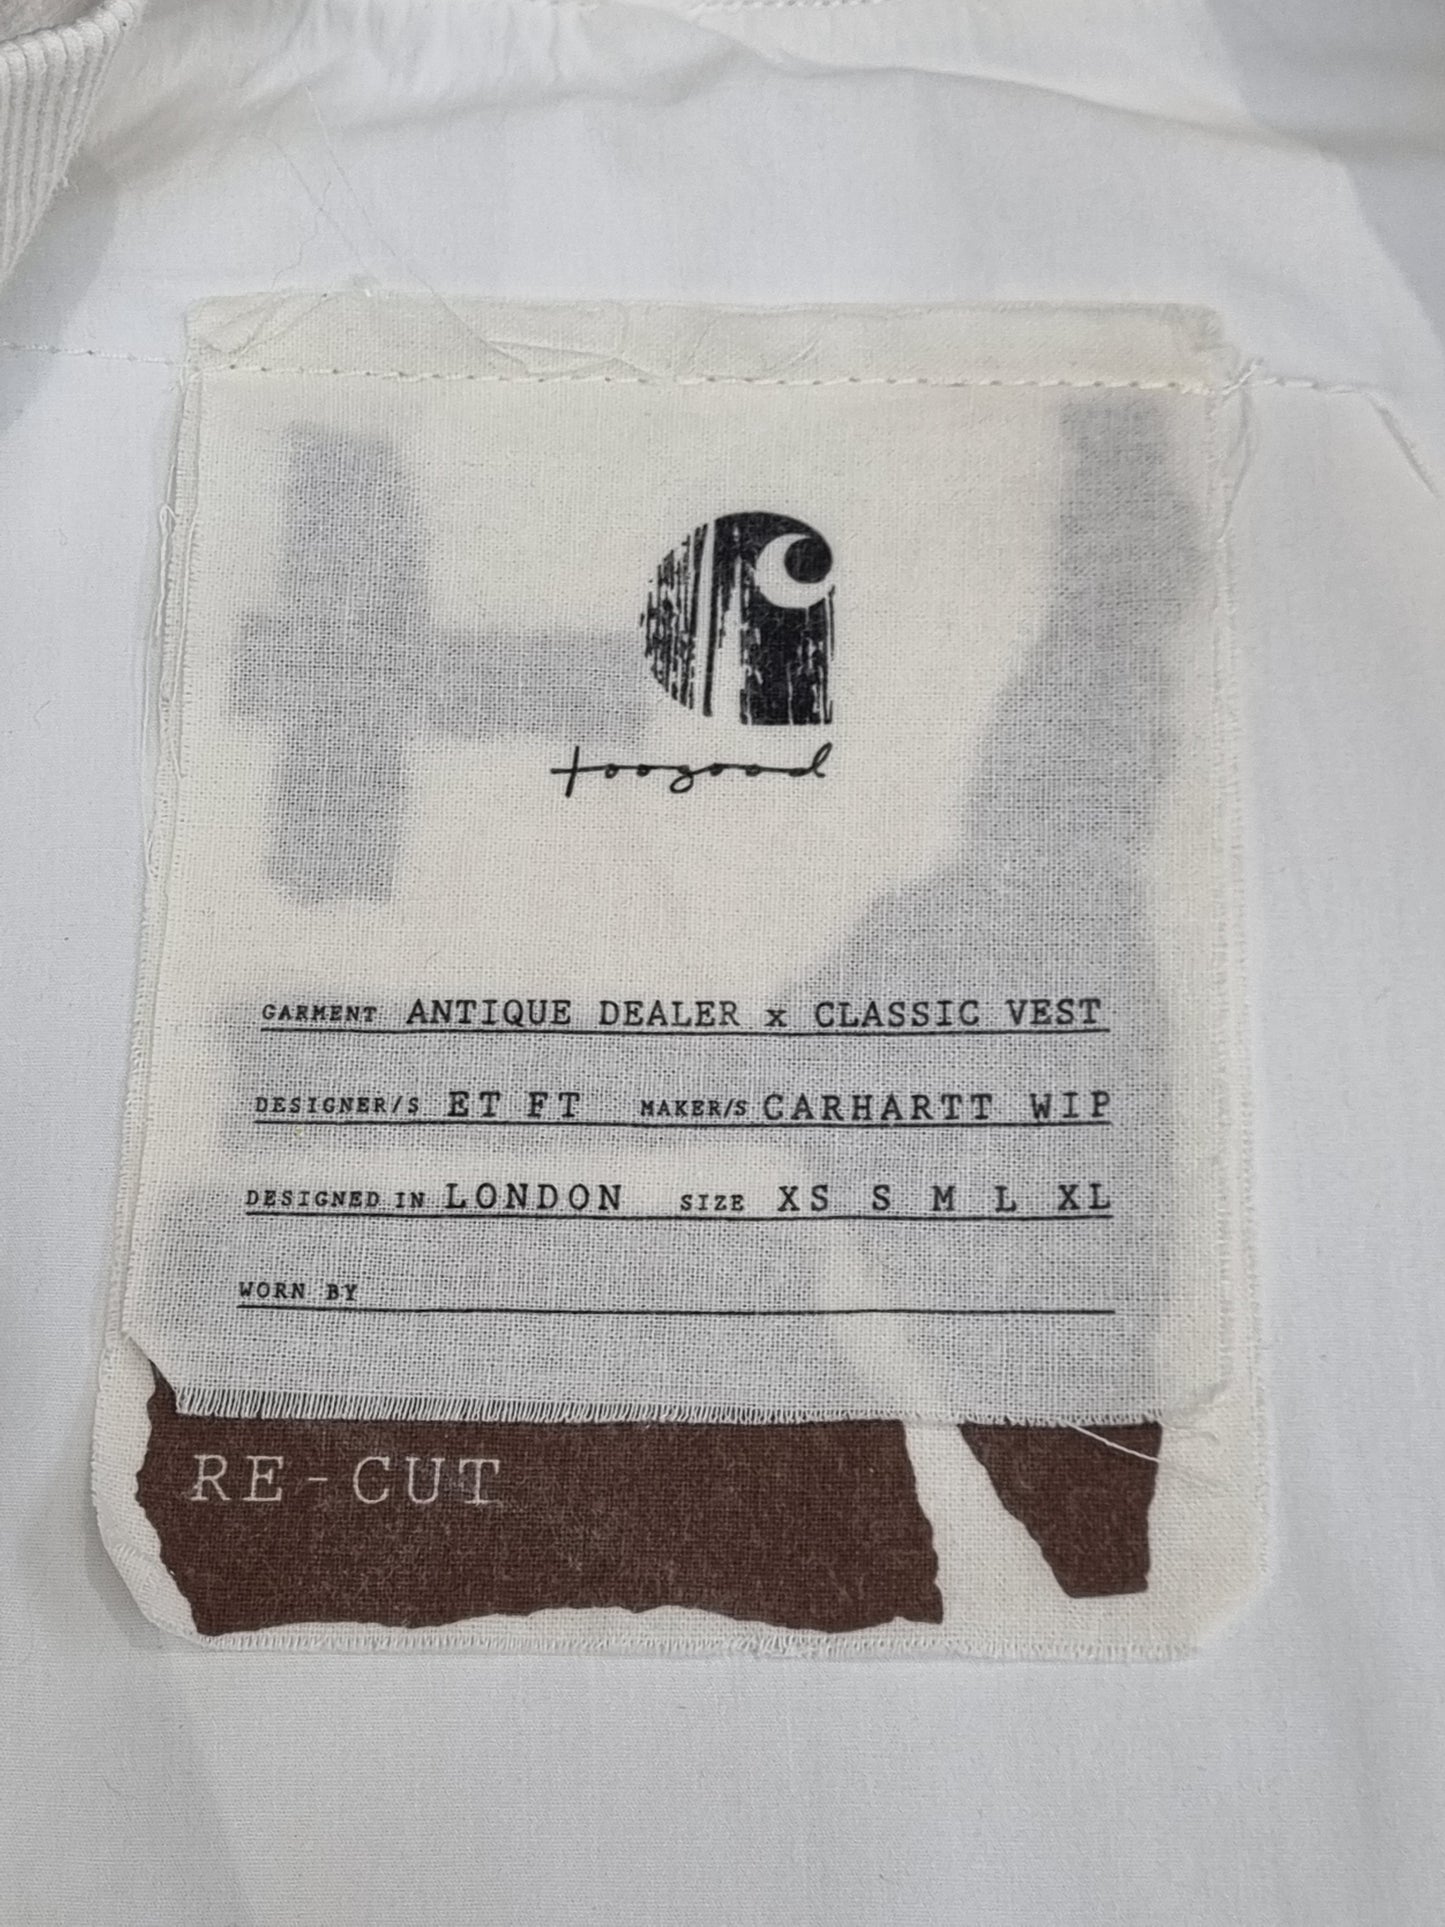 toogood
GARMENT ANTIQUE DEALER x CLASSIC VEST
DESIGNER/S ET FT MAKER/S CARHARTT WIP
DESIGNED IN LONDON SIZE XS S M L XL
WORN BY
RE-CUT